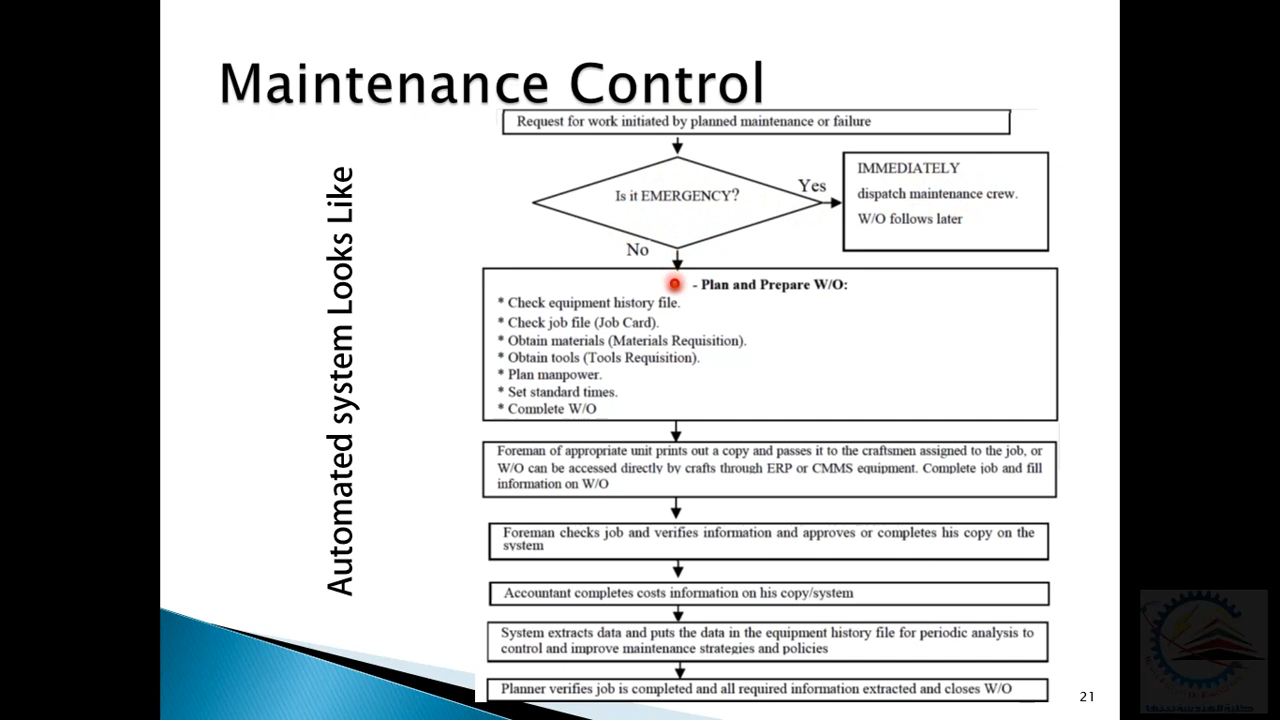 Maintenance Control
Automated system Looks Like
Request for work initiated by planned maintenance or failure
Is it EMERGENCY?
Yes
IMMEDIATELY
dispatch maintenance crew.
W/O follows later
No
- Plan and Prepare W/O:
* Check equipment history file.
* Check job file (Job Card).
* Obtain materials (Materials Requisition).
* Obtain tools (Tools Requisition).
* Plan manpower.
* Set standard times.
* Complete W/O
Foreman of appropriate unit prints out a copy and passes it to the craftsmen assigned to the job, or
W/O can be accessed directly by crafts through ERP or CMMS equipment. Complete job and fill
information on W/O
Foreman checks job and verifies information and approves or completes his copy on the
system
Accountant completes costs information on his copy/system
System extracts data and puts the data in the equipment history file for periodic analysis to
control and improve maintenance strategies and policies
Planner verifies job is completed and all required information extracted and closes W/O
21